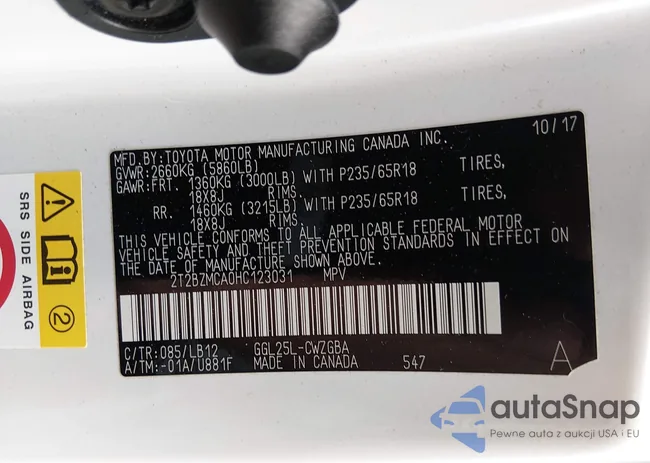 10/17
MFD.BY:TOYOTA MOTOR MANUFACTURING CANADA INC.
GVWR:2660KG (5860LB)
GAWR:FRT. 1360KG (3000LB) WITH P235/65R18 TIRES,
18X8J RIMS
RR. 1460KG (3215LB) WITH P235/65R18 TIRES,
18X8J RIMS
THIS VEHICLE CONFORMS TO ALL APPLICABLE FEDERAL MOTOR
VEHICLE SAFETY AND THEFT PREVENTION STANDARDS IN EFFECT ON
THE DATE OF MANUFACTURE SHOWN ABOVE.
2T2BZMCA0HC123031 MPV
C/TR:085/LB12 GGL25L-CWZGBA
A/TM:-01A/U881F MADE IN CANADA 547 A
SRS SIDE AIRBAG
2
autaSnap
Pewne auta z aukcji USA i EU